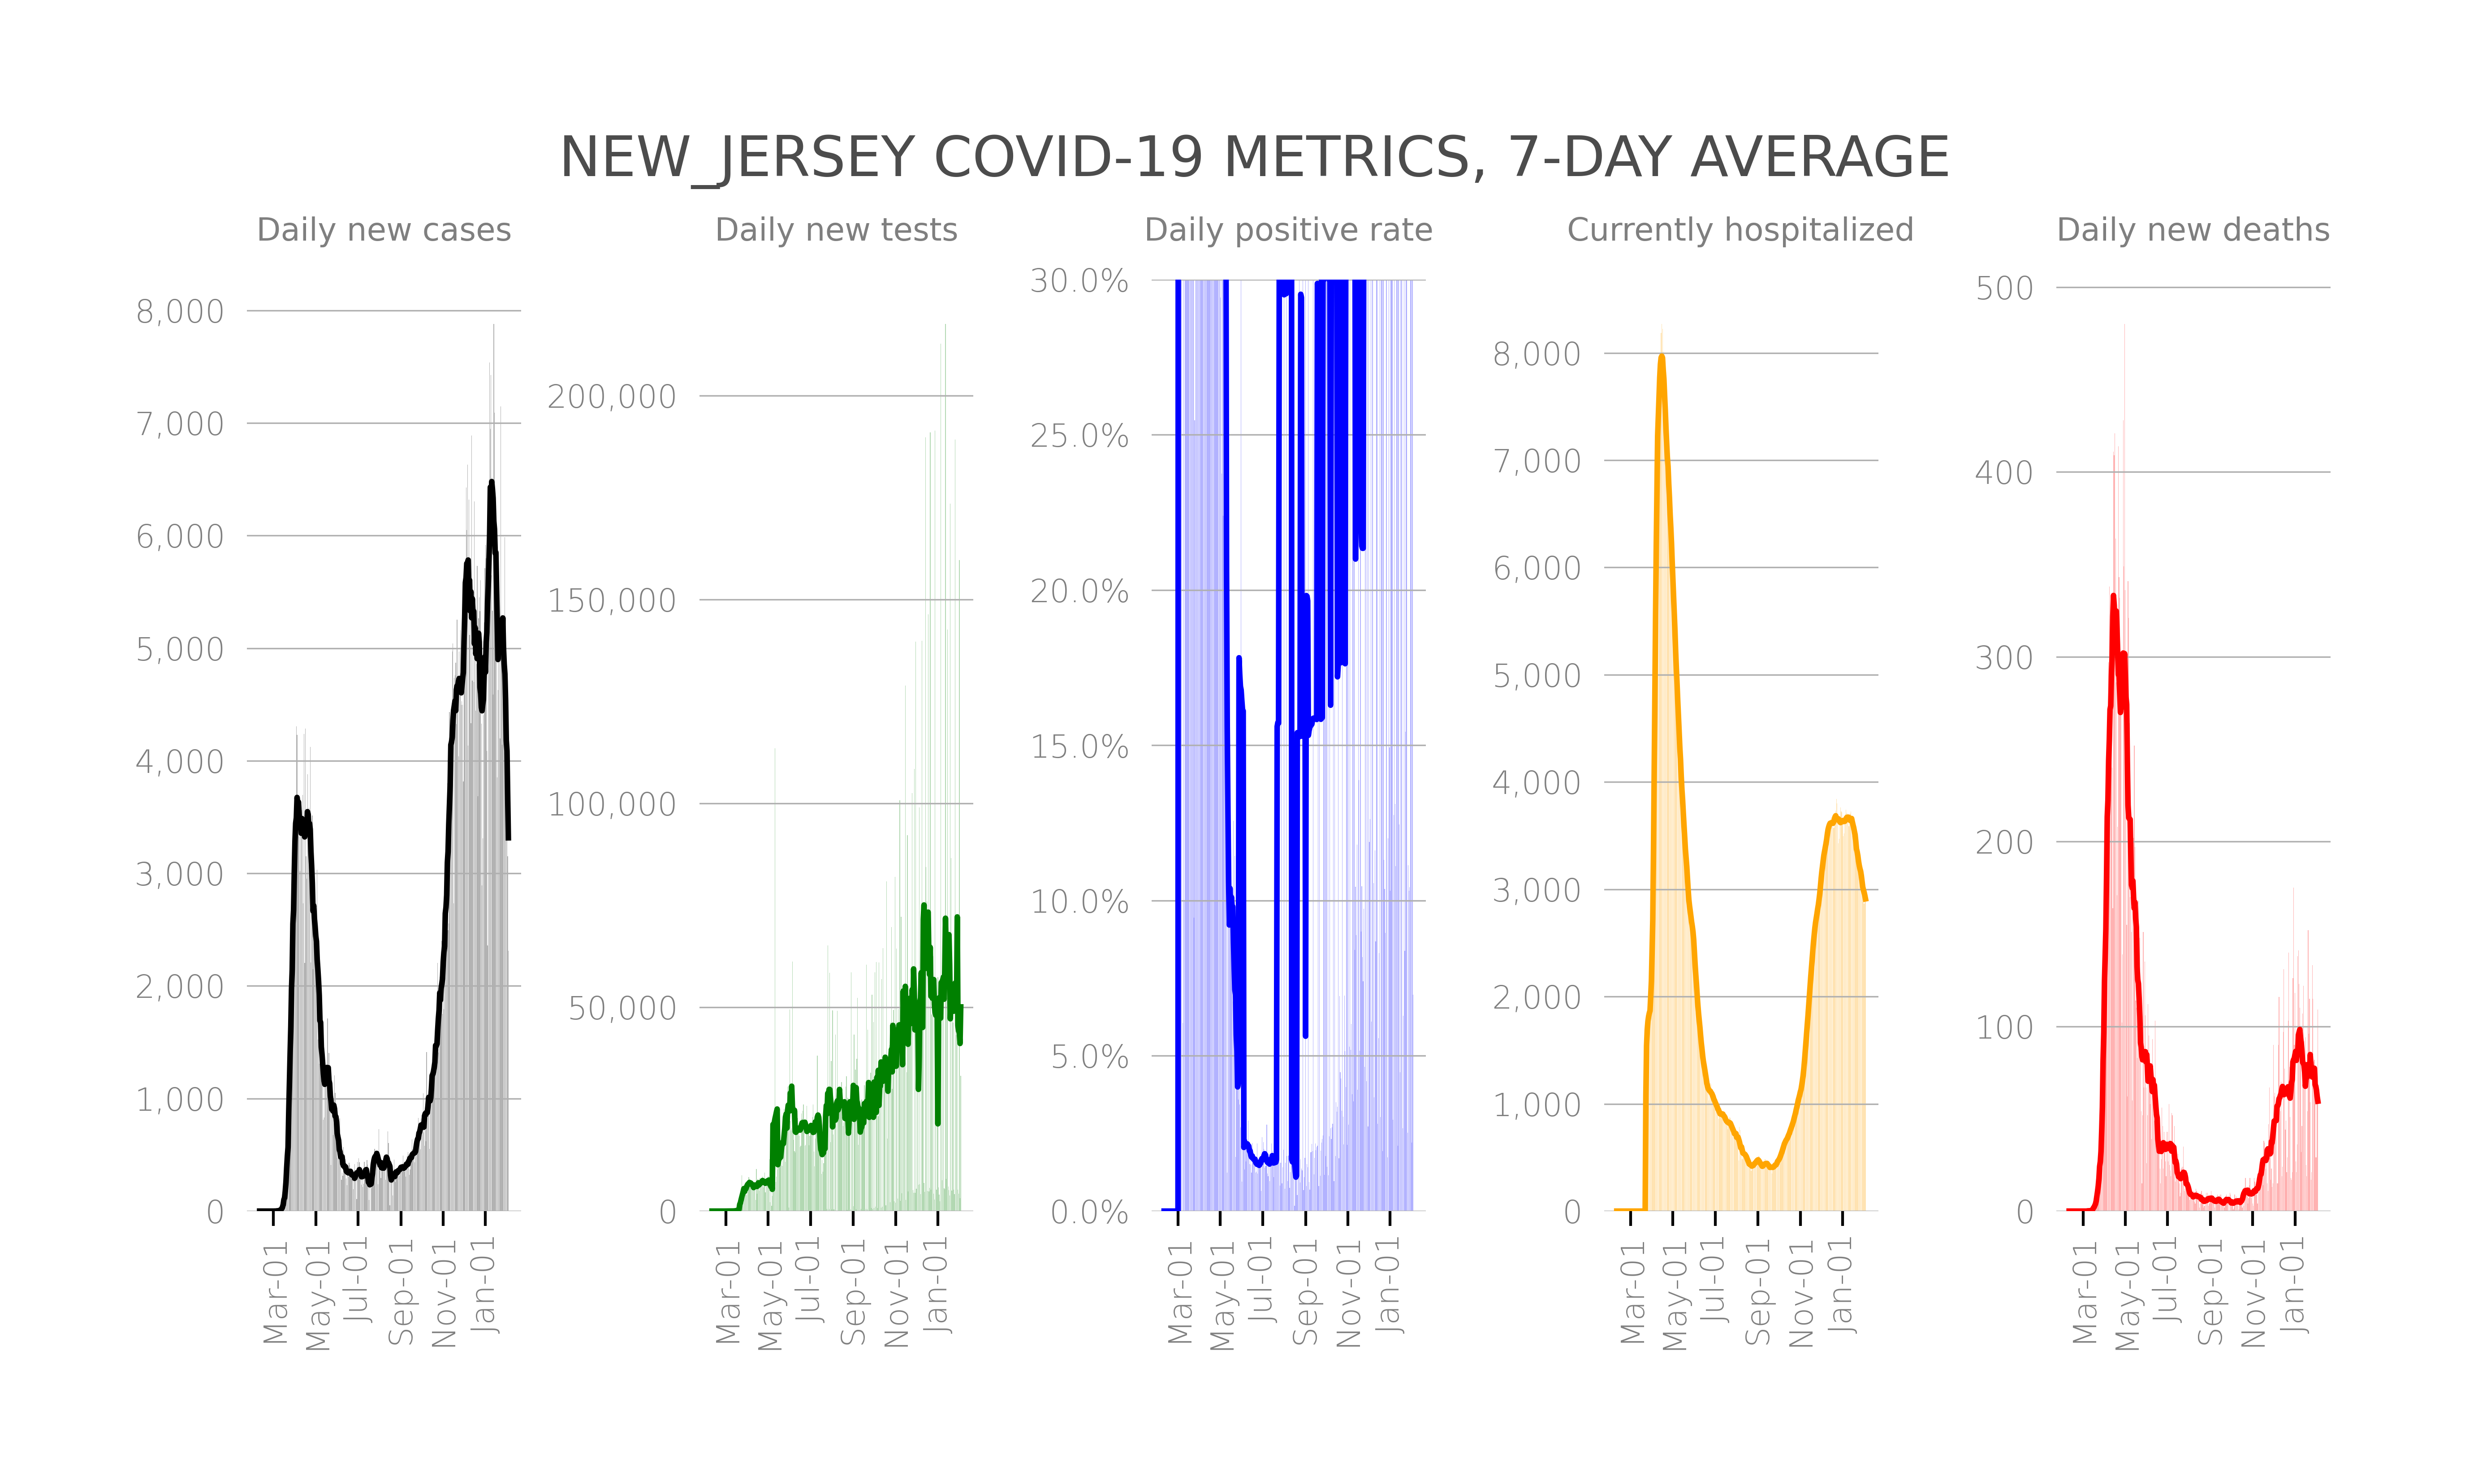 NEW_JERSEY COVID-19 METRICS, 7-DAY AVERAGE
Daily new cases
8,000
7,000
6,000
5,000
4,000
3,000
2,000
1,000
0
Mar-01
May-01
Jul-01
Sep-01
Nov-01
Jan-01
Daily new tests
200,000
150,000
100,000
50,000
0
Mar-01
May-01
Jul-01
Sep-01
Nov-01
Jan-01
Daily positive rate
30.0%
25.0%
20.0%
15.0%
10.0%
5.0%
0.0%
Mar-01
May-01
Jul-01
Sep-01
Nov-01
Jan-01
Currently hospitalized
8,000
7,000
6,000
5,000
4,000
3,000
2,000
1,000
0
Mar-01
May-01
Jul-01
Sep-01
Nov-01
Jan-01
Daily new deaths
500
400
300
200
100
0
Mar-01
May-01
Jul-01
Sep-01
Nov-01
Jan-01